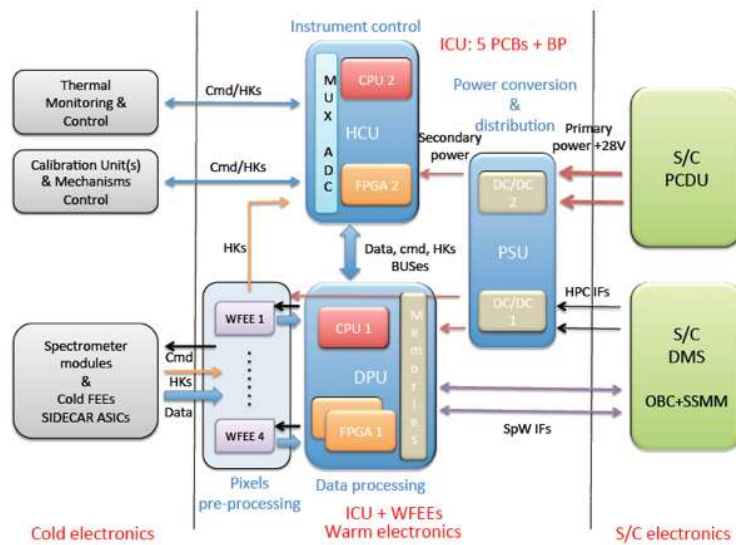 Instrument control
ICU: 5 PCBs + BP
Thermal
Monitoring &
Control
Cmd/HKs
MUX ADC
CPU 2
HCU
FPGA 2
Power conversion
&
distribution
Secondary
power
Primary
power +28V
S/C
PCDU
Calibration Unit(s)
& Mechanisms
Control
Cmd/HKs
DC/DC
2
PSU
DC/DC
1
HKs
Data, cmd, HKs
BUSes
HPC IFs
WFEE 1
CPU 1
DPU
Memories
FPGA 1
WFEE 4
Spectrometer
modules
&
Cold FEEs
SIDECAR ASICs
Cmd
HKs
Data
S/C
DMS
OBC+SSMM
SpW IFs
Pixels
pre-processing
Data processing
Cold electronics
ICU + WFEEs
Warm electronics
S/C electronics